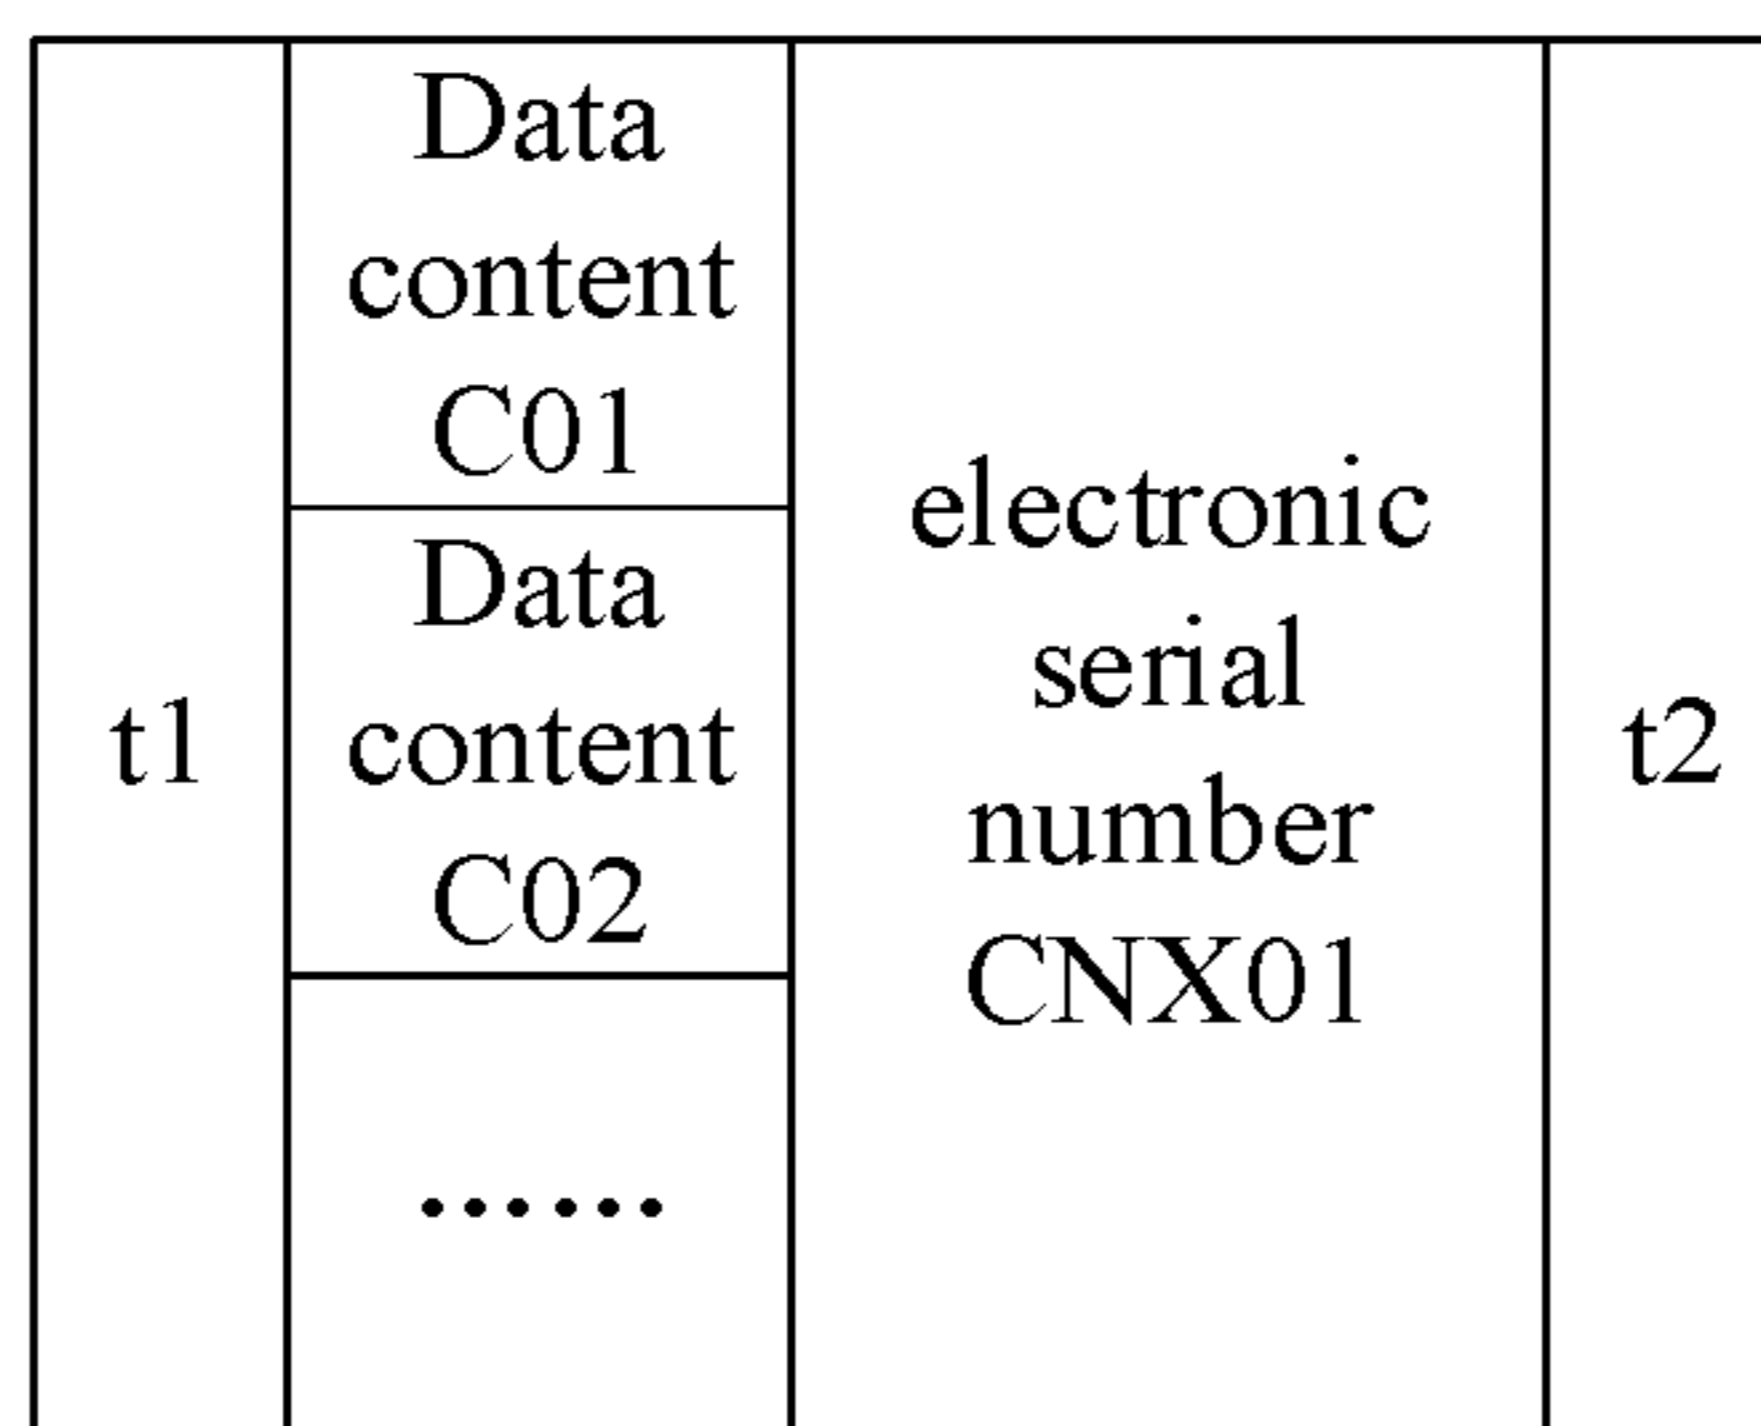 t1
Data
content
C01
Data
content
C02
......
electronic
serial
number
CNX01
t2